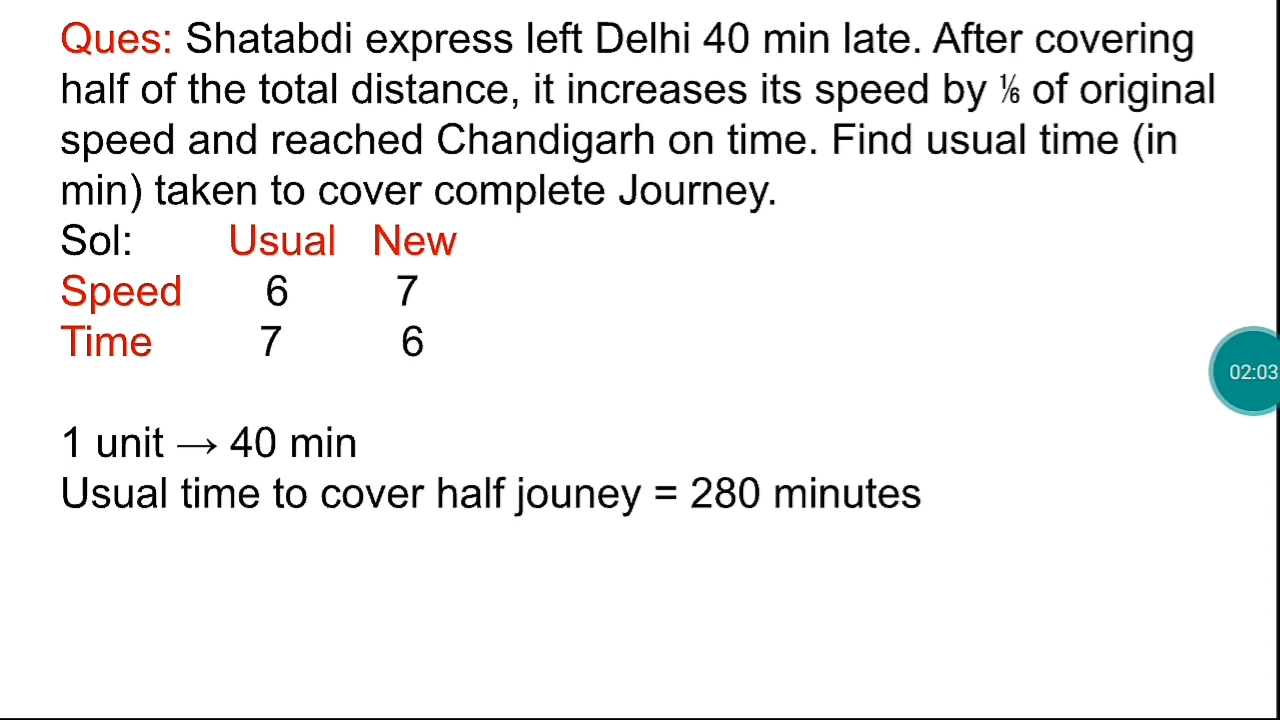 Ques: Shatabdi express left Delhi 40 min late. After covering
half of the total distance, it increases its speed by ⅙ of original
speed and reached Chandigarh on time. Find usual time (in
min) taken to cover complete Journey.
Sol: Usual New
Speed 6 7
Time 7 6
02:03
1 unit → 40 min
Usual time to cover half jouney = 280 minutes